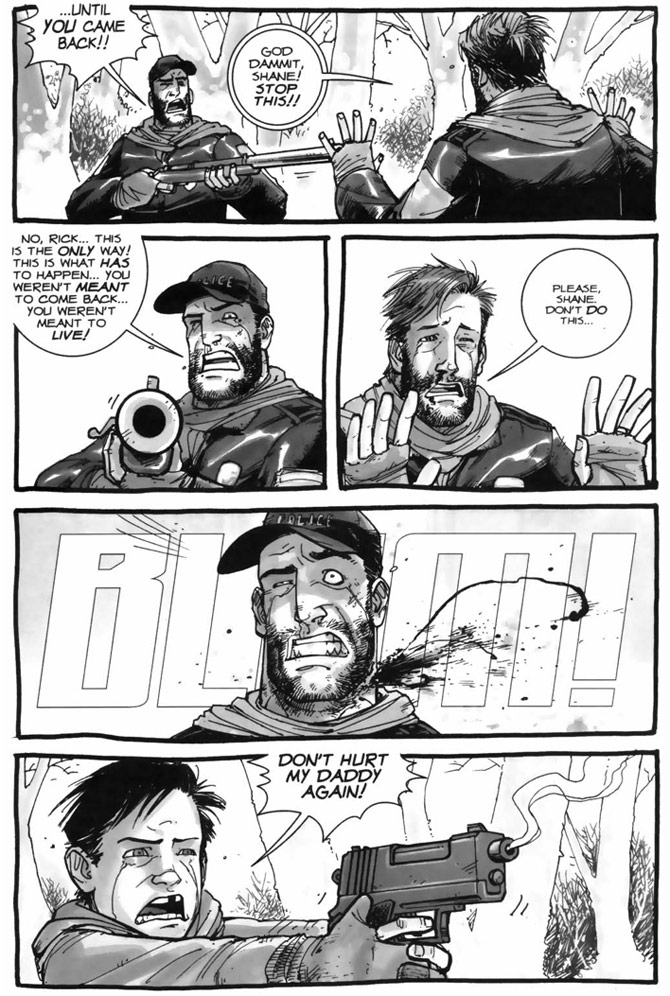 ...UNTIL
YOU CAME
BACK!!
GOD
DAMMIT,
SHANE!
STOP
THIS!!
NO, RICK... THIS
IS THE ONLY WAY!
THIS IS WHAT HAS
TO HAPPEN... YOU
WEREN'T MEANT
TO COME BACK...
YOU WEREN'T
MEANT TO
LIVE!
POLICE
PLEASE,
SHANE.
DON'T DO
THIS...
POLICE
BLAM!
DON'T HURT
MY DADDY
AGAIN!